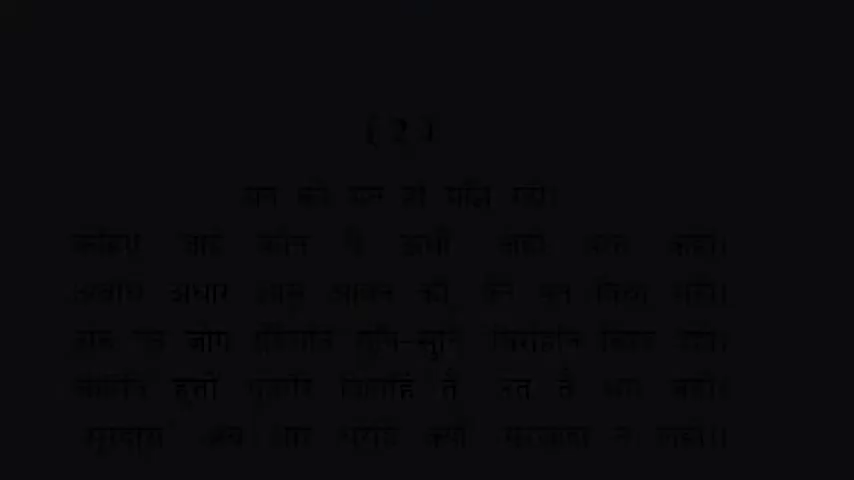 ( 2 )
मन की मन ही माँझ रही।
कहिए जाइ कौन पै ऊधौ नाहीं परत कही।
अवधि अधार आस आवन की, तन मन बिथा सही।
अब इन जोग सँदेसनि सुनि-सुनि, बिरहिनि बिरह दही।
चाहति हुतीं गुहारि जितहिं तैं, उत तैं धार बही।
'सूरदास' अब धीर धरहिं क्यौं, मरजादा न लही।।